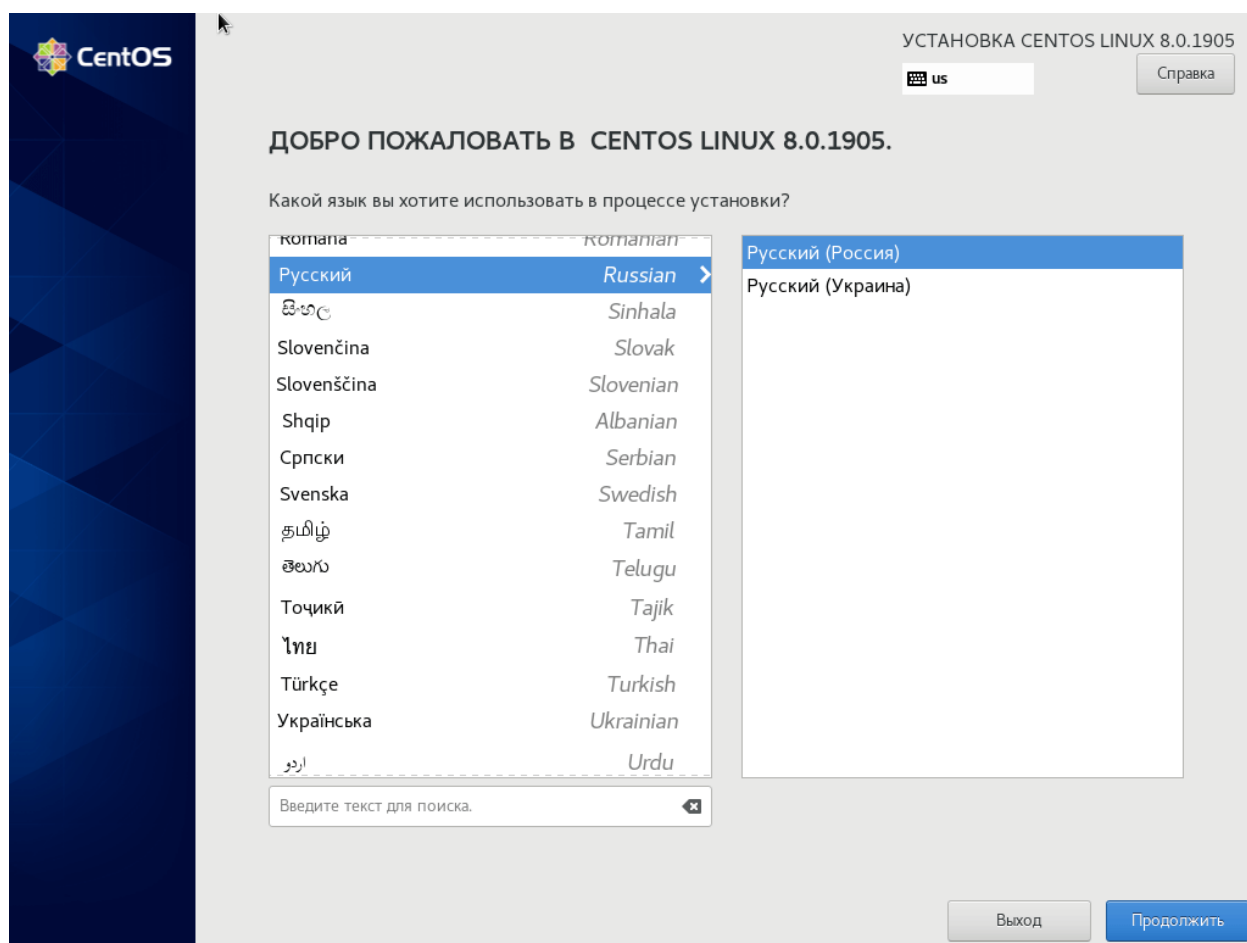 CentOS
УСТАНОВКА CENTOS LINUX 8.0.1905
us
Справка
ДОБРО ПОЖАЛОВАТЬ В CENTOS LINUX 8.0.1905.
Какой язык вы хотите использовать в процессе установки?
Română Romanian
Русский Russian
සිංහල Sinhala
Slovenčina Slovak
Slovenščina Slovenian
Shqip Albanian
Српски Serbian
Svenska Swedish
தமிழ் Tamil
తెలుగు Telugu
Тоҷикӣ Tajik
ไทย Thai
Türkçe Turkish
Українська Ukrainian
اردو Urdu
Русский (Россия)
Русский (Украина)
Введите текст для поиска.
Выход
Продолжить